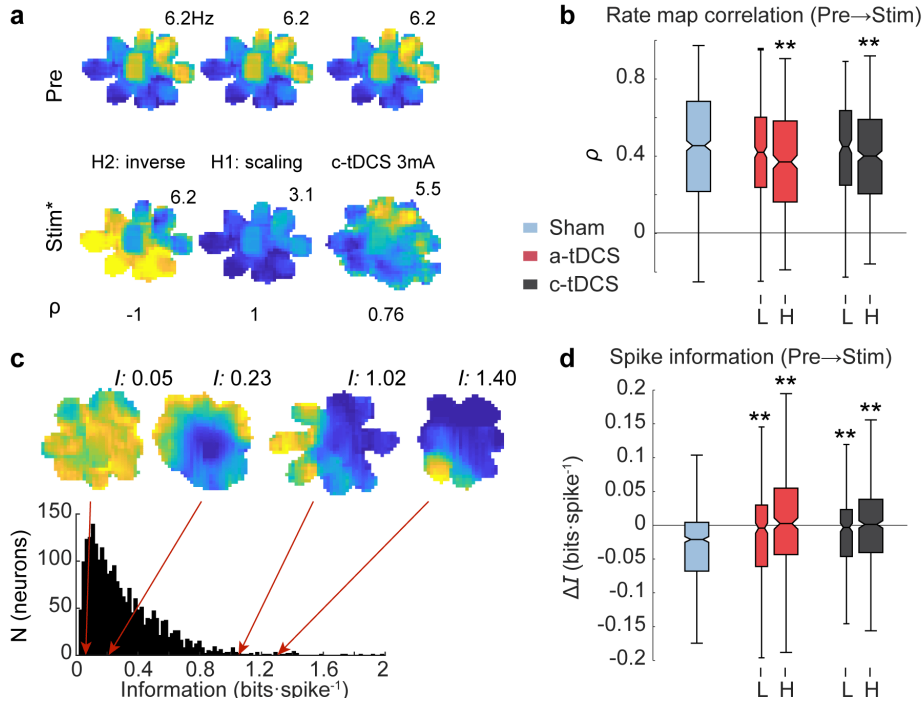 a
6.2Hz 6.2 6.2
Pre
H2: inverse H1: scaling c-tDCS 3mA
6.2 3.1 5.5
Stim*
ρ -1 1 0.76
b Rate map correlation (Pre→Stim)
** **
0.8
0.4
0
ρ
Sham
a-tDCS
c-tDCS
L H L H
c
I: 0.05 I: 0.23 I: 1.02 I: 1.40
150
100
50
0
N (neurons)
0 0.4 0.8 1.2 1.6 2
Information (bits·spike⁻¹)
d Spike information (Pre→Stim)
** ** ** **
0.2
0.15
0.1
0.05
0
-0.05
-0.1
-0.15
-0.2
ΔI (bits·spike⁻¹)
L H L H